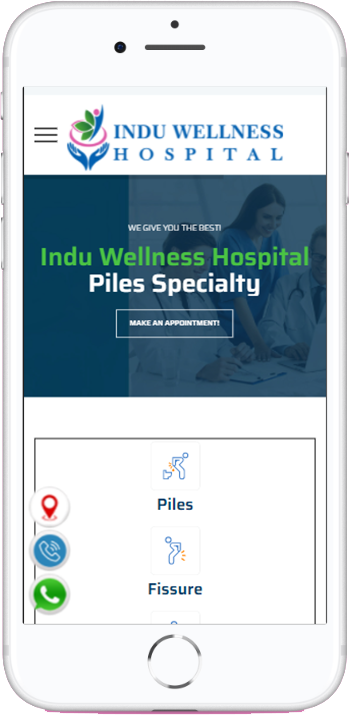 INDU WELLNESS
HOSPITAL
WE GIVE YOU THE BEST!
Indu Wellness Hospital
Piles Specialty
MAKE AN APPOINTMENT!
Piles
Fissure